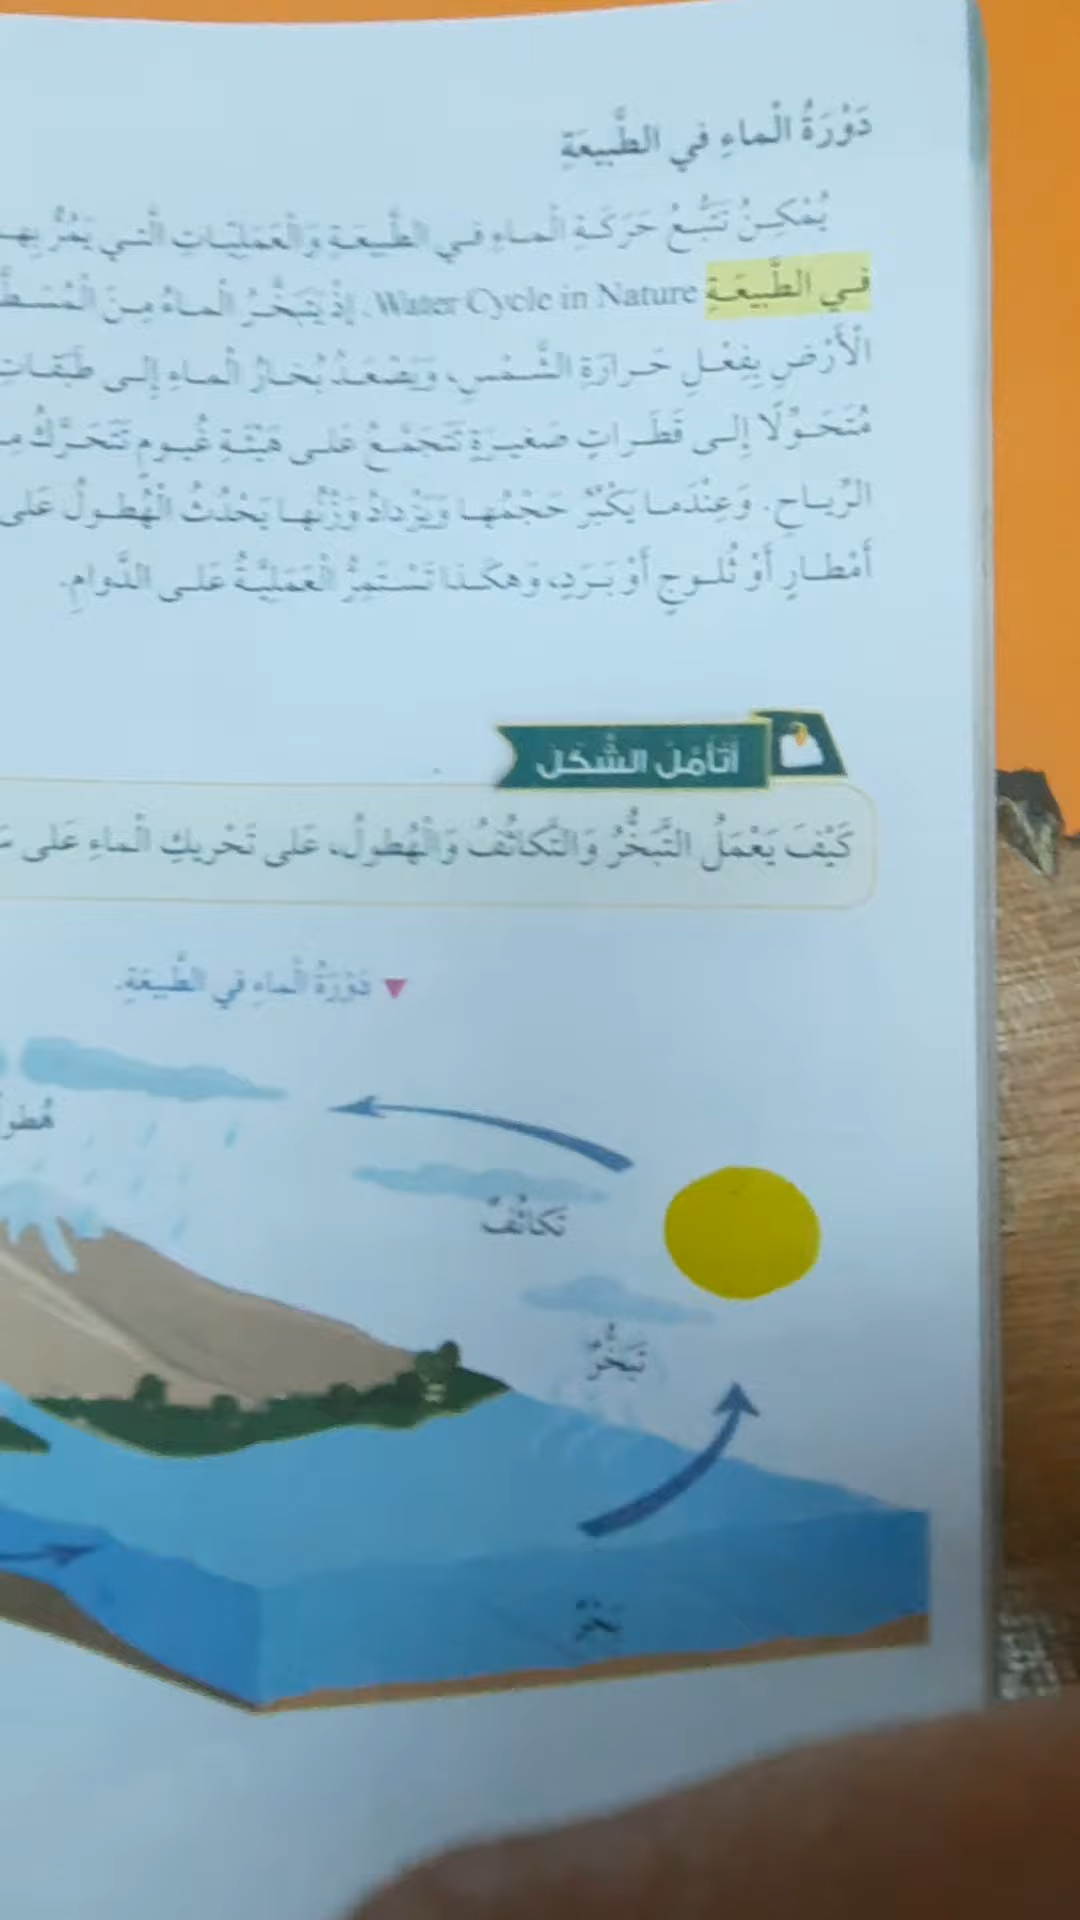 دَوْرَةُ الْماءِ في الطَّبيعَةِ
يُمْكِنُ تَتَبُّعُ حَرَكَةِ الْماءِ في الطَّبيعَةِ وَالْعَمَلِيّاتِ الَّتي يَمُرُّ بِها
في الطَّبيعَةِ Water Cycle in Nature. إِذْ يَتَبَخَّرُ الْماءُ مِنَ
الْأَرْضِ بِفِعْلِ حَرارَةِ الشَّمْسِ، وَيَصْعَدُ بُخارُ الْماءِ إِلى طَبَقاتِ
مُتَحَوِّلًا إِلى قَطَراتٍ صَغيرَةٍ تَتَجَمَّعُ عَلى هَيْئَةِ غُيومٍ تَتَحَرَّكُ
الرِّياحِ. وَعِنْدَما يَكْبُرُ حَجْمُها وَيَزْدادُ وَزْنُها يَحْدُثُ الْهُطولُ عَلى
أَمْطارٍ أَوْ ثُلوجٍ أَوْ بَرَدٍ، وَهكَذا تَسْتَمِرُّ الْعَمَلِيَّةُ عَلى الدَّوامِ.
أَتَأَمَّلُ الشَّكْلَ
كَيْفَ يَعْمَلُ التَّبَخُّرُ وَالتَّكاثُفُ وَالْهُطولُ، عَلى تَحْريكِ الْماءِ عَلى
دَوْرَةُ الْماءِ في الطَّبيعَةِ.
تَكاثُفٌ
تَبَخُّرٌ
بَحْرٌ